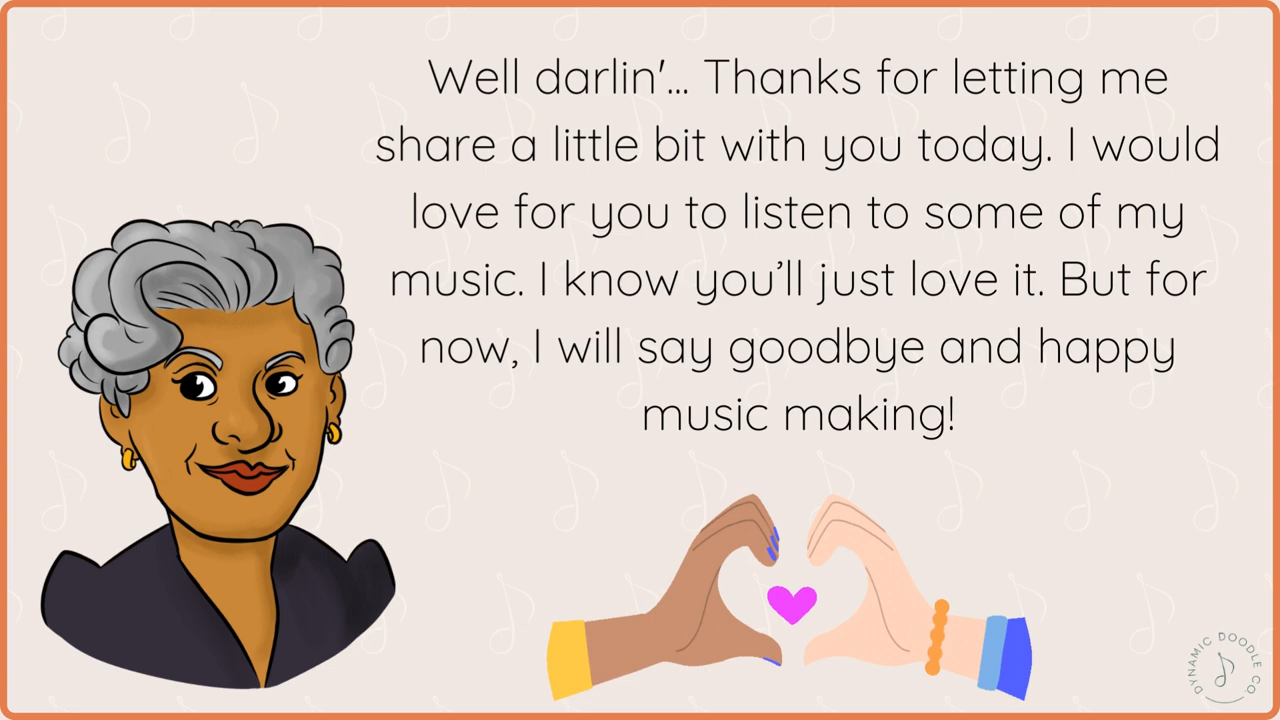 Well darlin'... Thanks for letting me
share a little bit with you today. I would
love for you to listen to some of my
music. I know you’ll just love it. But for
now, I will say goodbye and happy
music making!
DYNAMIC DOODLE CO.